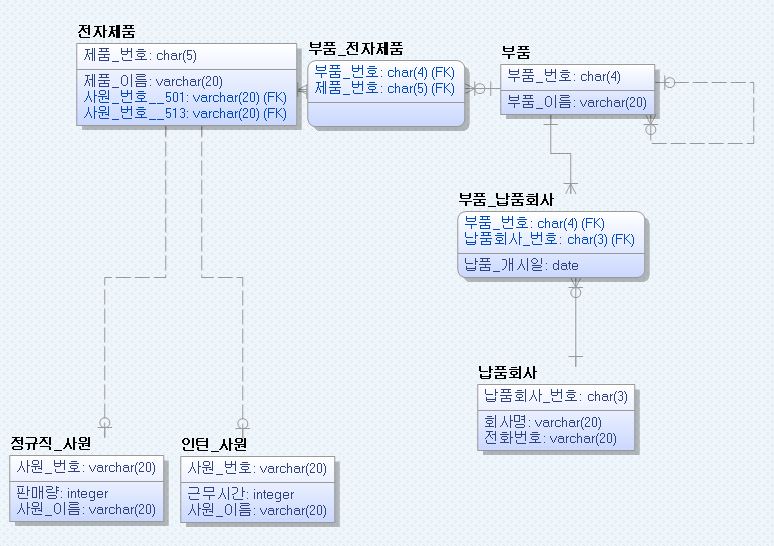 전자제품
제품_번호: char(5)
제품_이름: varchar(20)
사원_번호__501: varchar(20) (FK)
사원_번호__513: varchar(20) (FK)
부품_전자제품
부품_번호: char(4) (FK)
제품_번호: char(5) (FK)
부품
부품_번호: char(4)
부품_이름: varchar(20)
부품_납품회사
부품_번호: char(4) (FK)
납품회사_번호: char(3) (FK)
납품_개시일: date
납품회사
납품회사_번호: char(3)
회사명: varchar(20)
전화번호: varchar(20)
정규직_사원
사원_번호: varchar(20)
판매량: integer
사원_이름: varchar(20)
인턴_사원
사원_번호: varchar(20)
근무시간: integer
사원_이름: varchar(20)